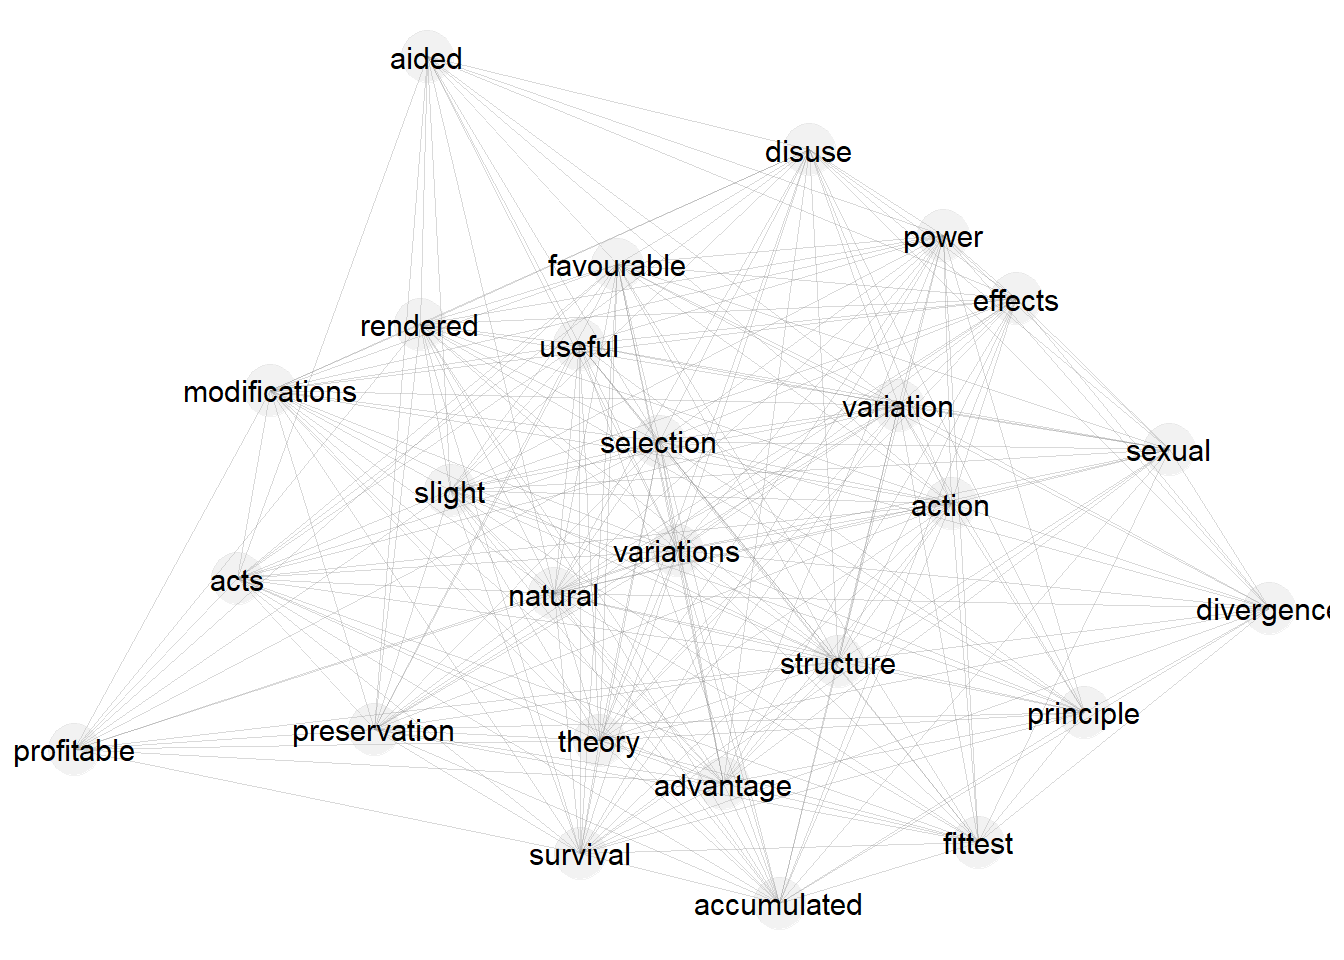 aided
disuse
power
favourable
effects
rendered
useful
modifications
variation
selection
sexual
slight
action
variations
acts
natural
divergence
structure
principle
preservation
theory
profitable
advantage
fittest
survival
accumulated